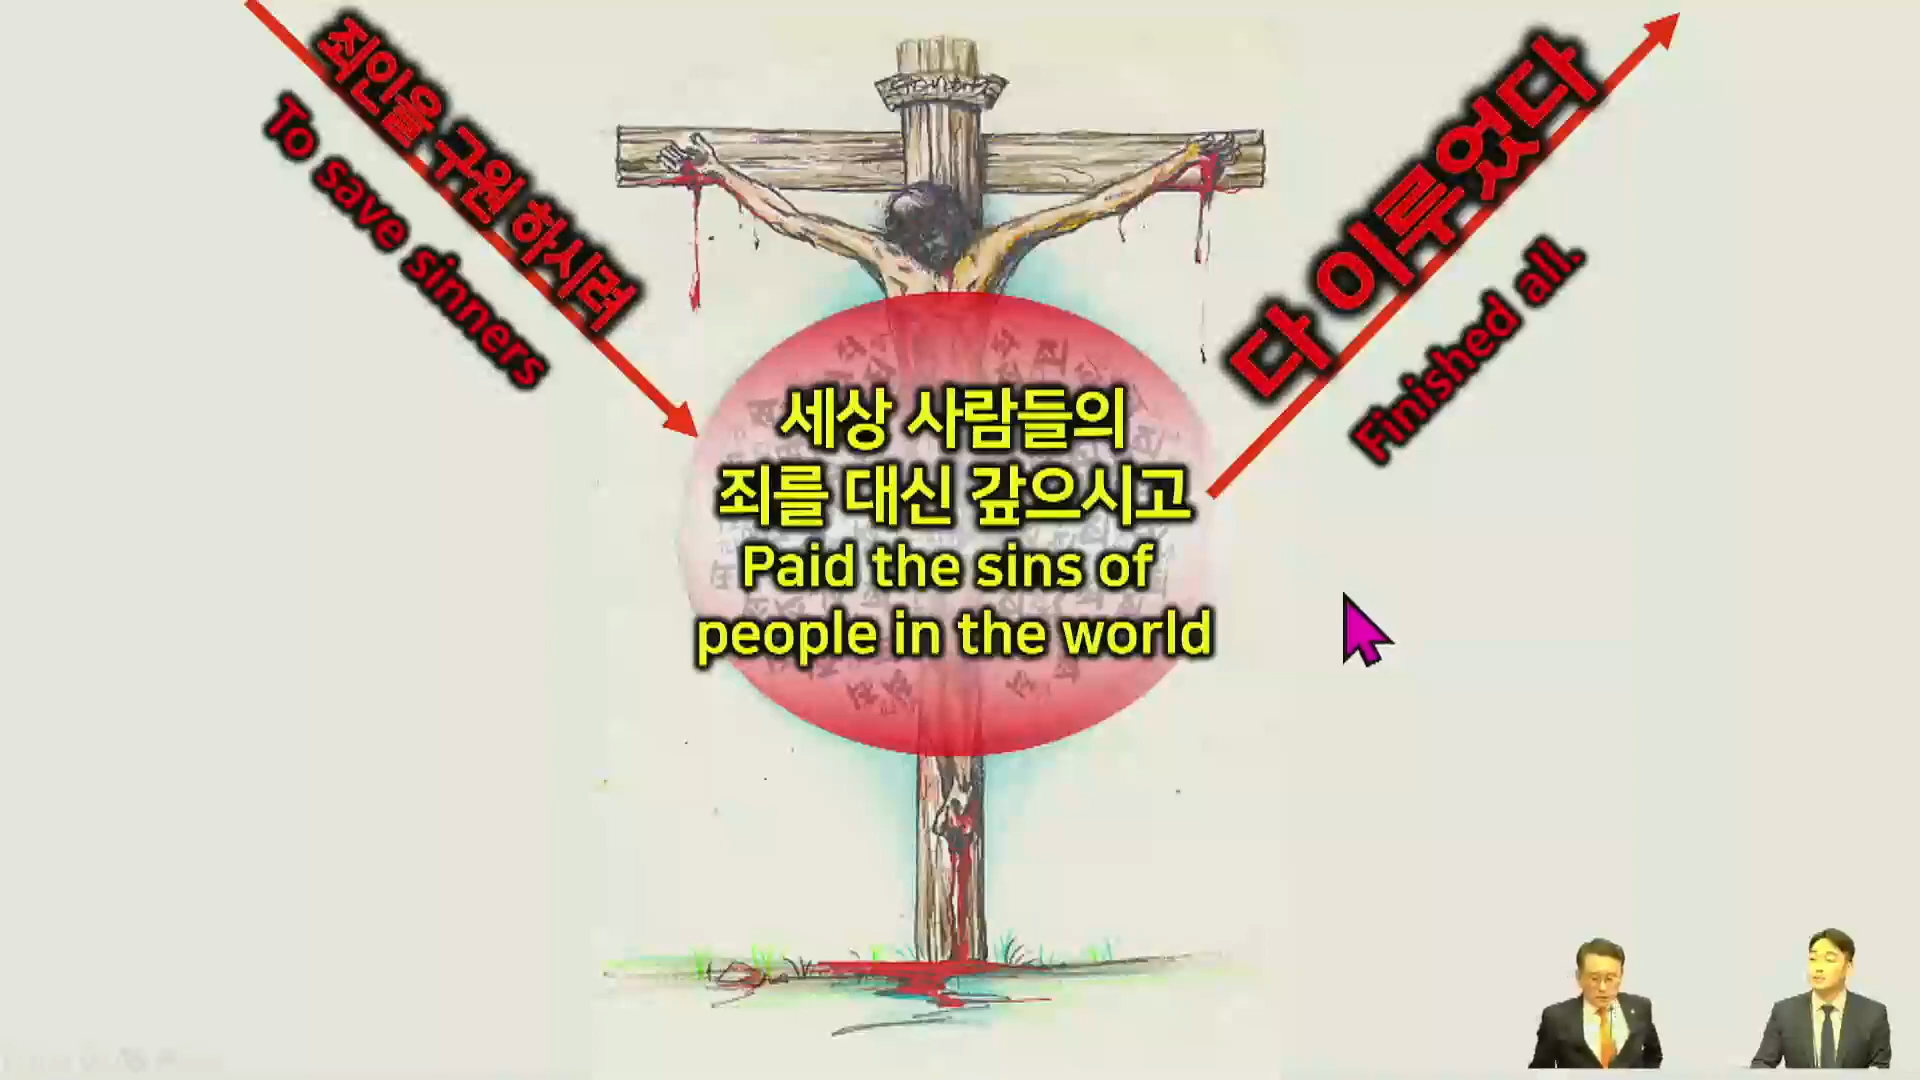 죄인을 구원 하시려
To save sinners
세상 사람들의
죄를 대신 갚으시고
Paid the sins of
people in the world
다 이루었다
Finished all.